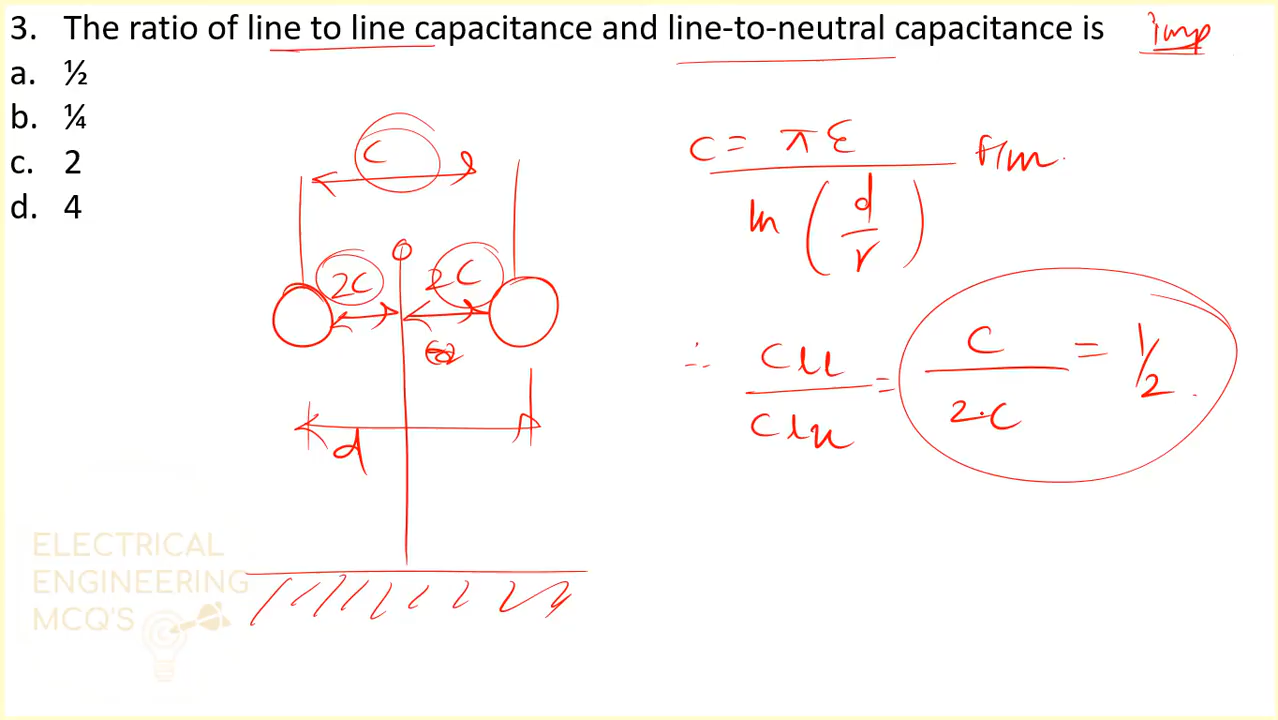 3. The ratio of line to line capacitance and line-to-neutral capacitance is Imp
a. ½
b. ¼
c. 2
d. 4
C
2C 2C
d
C = πε F/m
ln (d/r)
∴ Cll / Cln = C / 2·C = 1/2
ELECTRICAL
ENGINEERING
MCQ'S